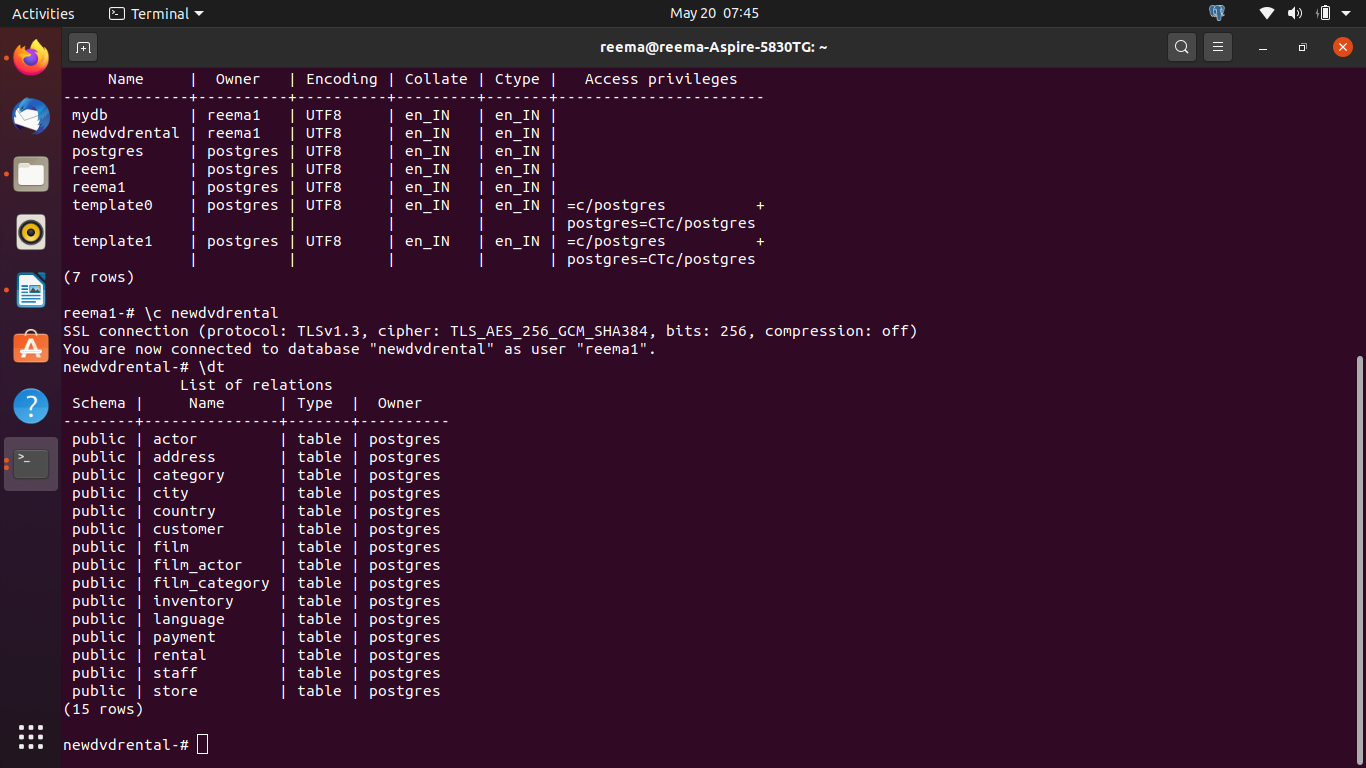 Activities Terminal May 20 07:45
reema@reema-Aspire-5830TG: ~
     Name     |  Owner   | Encoding | Collate | Ctype |   Access privileges
--------------+----------+----------+---------+-------+-----------------------
 mydb         | reema1   | UTF8     | en_IN   | en_IN |
 newdvdrental | reema1   | UTF8     | en_IN   | en_IN |
 postgres     | postgres | UTF8     | en_IN   | en_IN |
 reem1        | postgres | UTF8     | en_IN   | en_IN |
 reema1       | postgres | UTF8     | en_IN   | en_IN |
 template0    | postgres | UTF8     | en_IN   | en_IN | =c/postgres          +
              |          |          |         |       | postgres=CTc/postgres
 template1    | postgres | UTF8     | en_IN   | en_IN | =c/postgres          +
              |          |          |         |       | postgres=CTc/postgres
(7 rows)
reema1-# \c newdvdrental
SSL connection (protocol: TLSv1.3, cipher: TLS_AES_256_GCM_SHA384, bits: 256, compression: off)
You are now connected to database "newdvdrental" as user "reema1".
newdvdrental-# \dt
             List of relations
 Schema |     Name      | Type  |  Owner
--------+---------------+-------+----------
 public | actor         | table | postgres
 public | address       | table | postgres
 public | category      | table | postgres
 public | city          | table | postgres
 public | country       | table | postgres
 public | customer      | table | postgres
 public | film          | table | postgres
 public | film_actor    | table | postgres
 public | film_category | table | postgres
 public | inventory     | table | postgres
 public | language      | table | postgres
 public | payment       | table | postgres
 public | rental        | table | postgres
 public | staff         | table | postgres
 public | store         | table | postgres
(15 rows)
newdvdrental-#